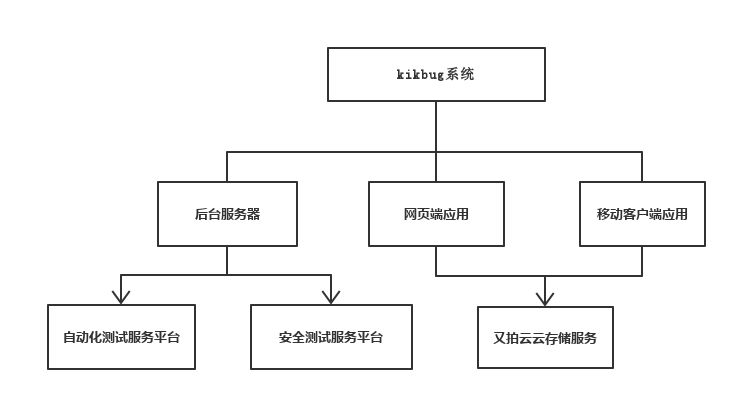 kikbug系统
后台服务器
网页端应用
移动客户端应用
自动化测试服务平台
安全测试服务平台
又拍云云存储服务